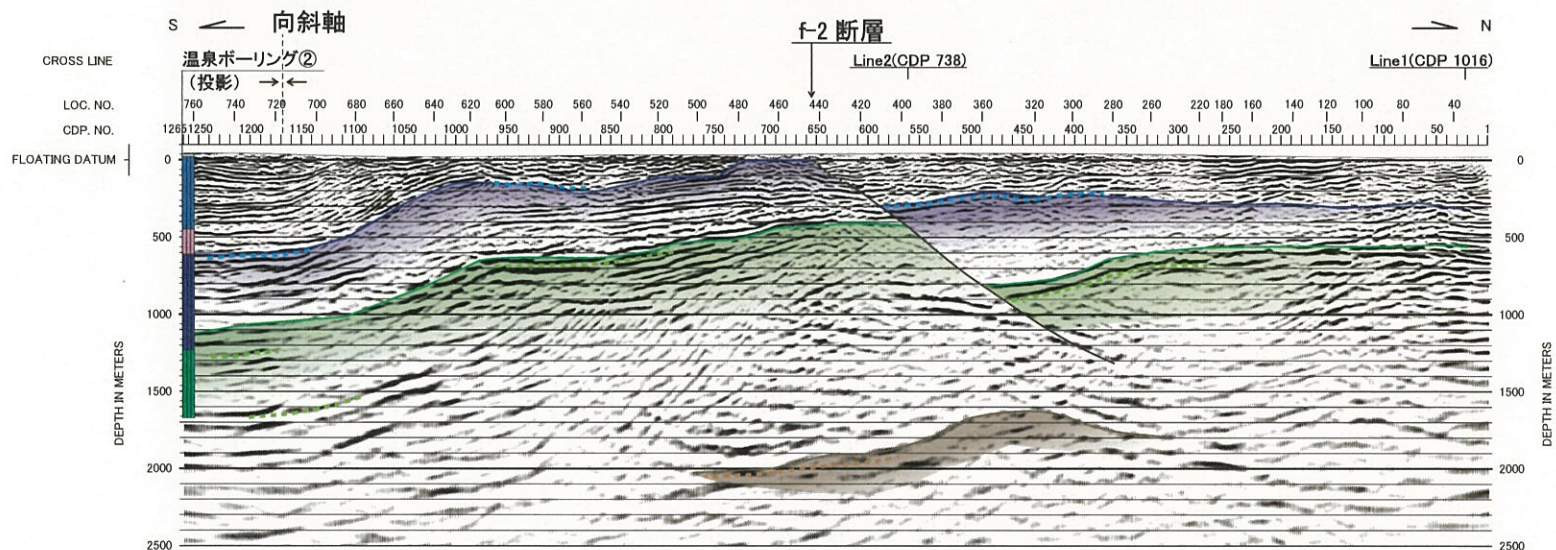 S 向斜軸 f-2 断層 N
CROSS LINE 温泉ボーリング② Line2(CDP 738) Line1(CDP 1016)
(投影)
LOC. NO. 760 740 720 700 680 660 640 620 600 580 560 540 520 500 480 460 440 420 400 380 360 320 300 280 260 220 180 160 140 120 100 80 40
CDP. NO. 1265 1250 1200 1150 1100 1050 1000 950 900 850 800 750 700 650 600 550 500 450 400 350 300 250 200 150 100 50 1
FLOATING DATUM 0 0
500 500
1000 1000
DEPTH IN METERS DEPTH IN METERS
1500 1500
2000 2000
2500 2500